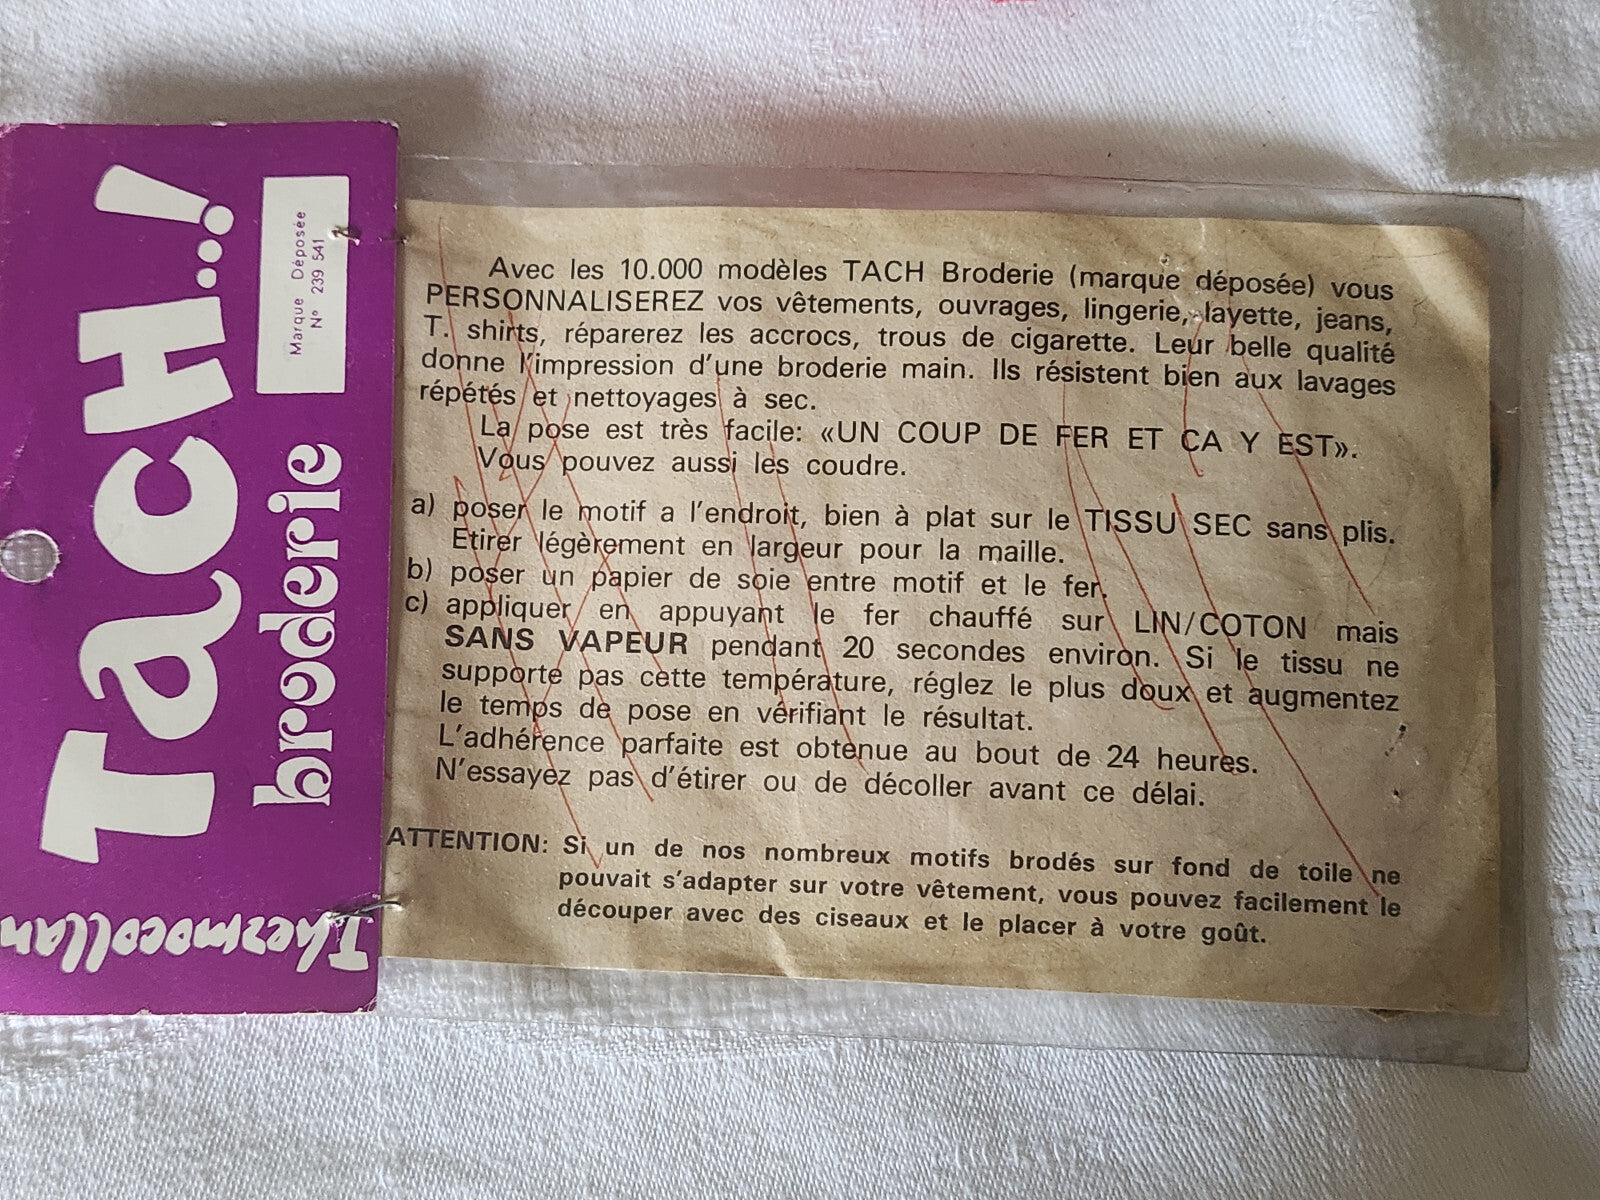 Tach...!
broderie
Marque Déposée
N° 239 541
Thermocollan
Avec les 10.000 modèles TACH Broderie (marque déposée) vous
PERSONNALISEREZ vos vêtements, ouvrages, lingerie, layette, jeans,
T. shirts, réparerez les accrocs, trous de cigarette. Leur belle qualité
donne l'impression d'une broderie main. Ils résistent bien aux lavages
répétés et nettoyages à sec.
La pose est très facile: «UN COUP DE FER ET ÇA Y EST».
Vous pouvez aussi les coudre.
a) poser le motif a l'endroit, bien à plat sur le TISSU SEC sans plis.
Etirer légèrement en largeur pour la maille.
b) poser un papier de soie entre motif et le fer.
c) appliquer en appuyant le fer chauffé sur LIN/COTON mais
SANS VAPEUR pendant 20 secondes environ. Si le tissu ne
supporte pas cette température, réglez le plus doux et augmentez
le temps de pose en vérifiant le résultat.
L'adhérence parfaite est obtenue au bout de 24 heures.
N'essayez pas d'étirer ou de décoller avant ce délai.
ATTENTION: Si un de nos nombreux motifs brodés sur fond de toile ne
pouvait s'adapter sur votre vêtement, vous pouvez facilement le
découper avec des ciseaux et le placer à votre goût.